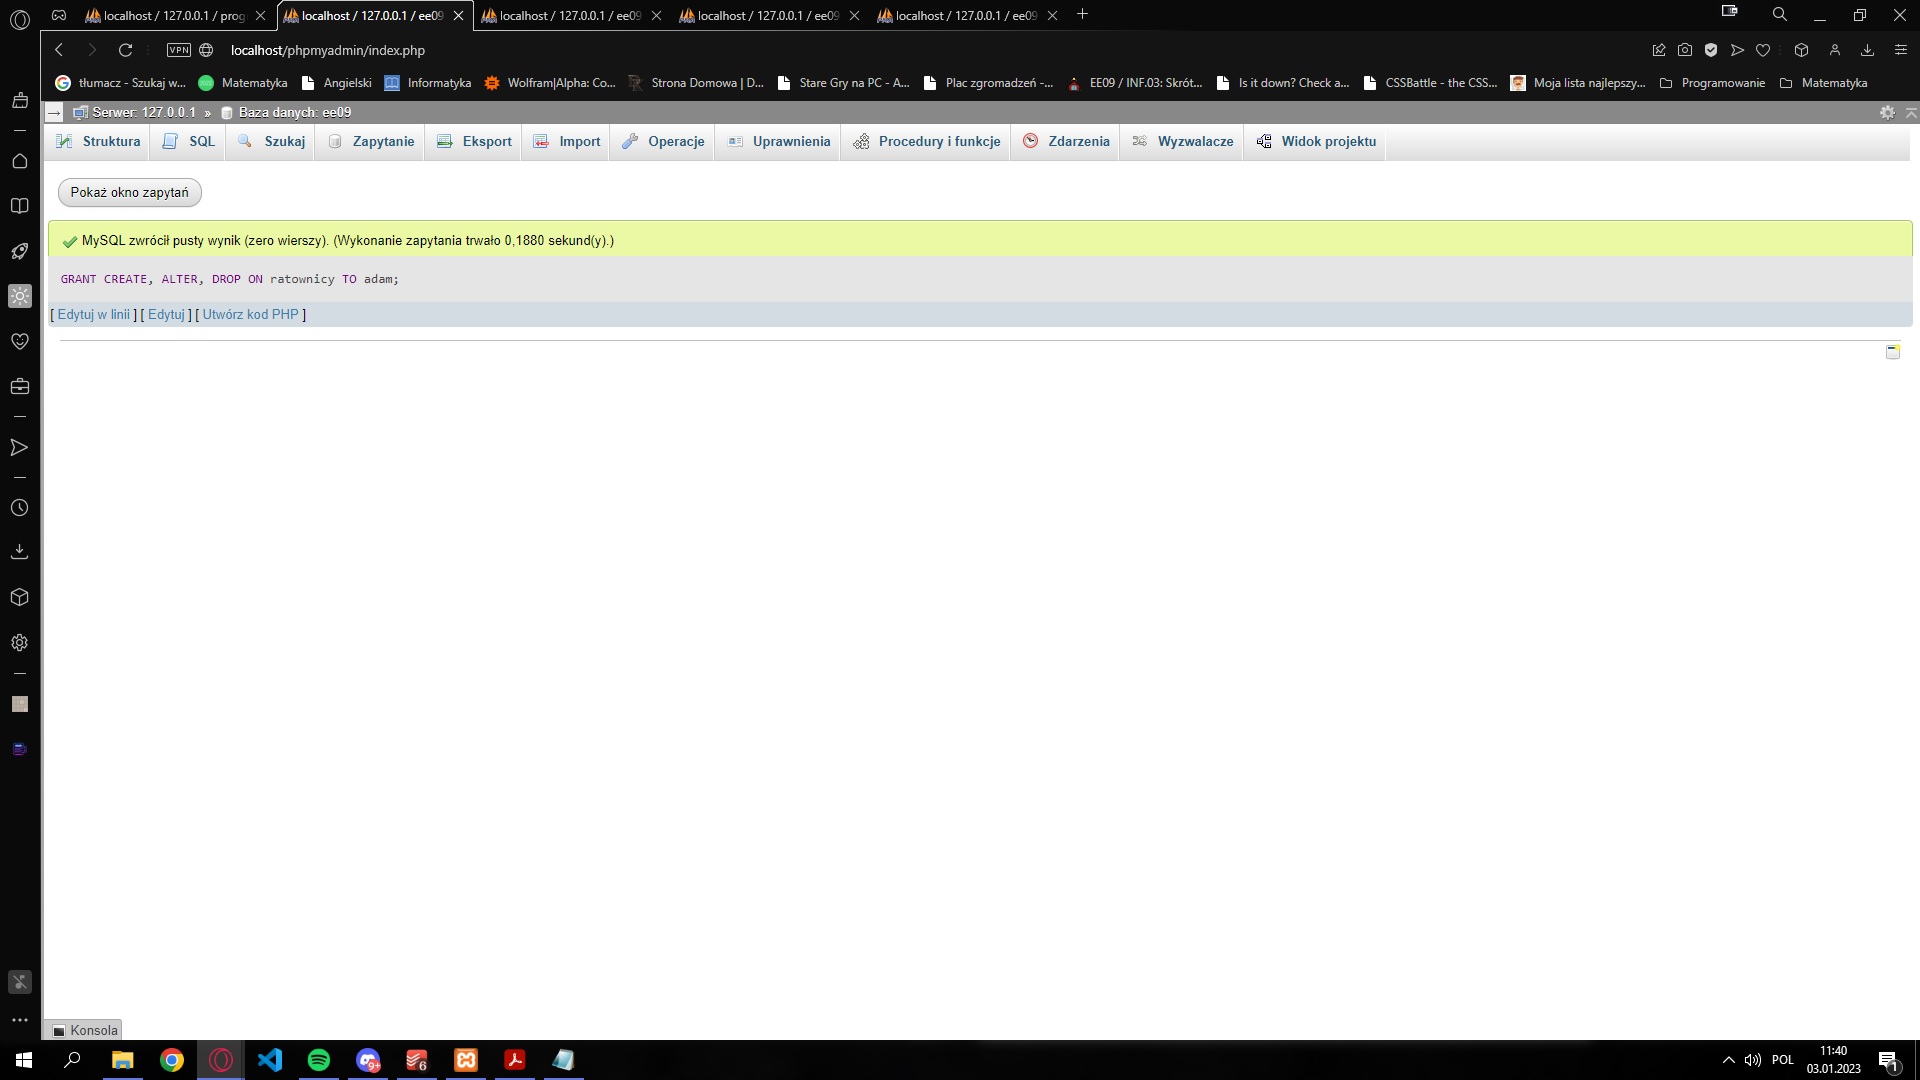 localhost / 127.0.0.1 / prog
localhost / 127.0.0.1 / ee09
localhost / 127.0.0.1 / ee09
localhost / 127.0.0.1 / ee09
localhost / 127.0.0.1 / ee09
VPN
localhost/phpmyadmin/index.php
tłumacz - Szukaj w...
Matematyka
Angielski
Informatyka
Wolfram|Alpha: Co...
Strona Domowa | D...
Stare Gry na PC - A...
Plac zgromadzeń -...
EE09 / INF.03: Skrót...
Is it down? Check a...
CSSBattle - the CSS...
Moja lista najlepszy...
Programowanie
Matematyka
Serwer: 127.0.0.1 » Baza danych: ee09
Struktura
SQL
Szukaj
Zapytanie
Eksport
Import
Operacje
Uprawnienia
Procedury i funkcje
Zdarzenia
Wyzwalacze
Widok projektu
Pokaż okno zapytań
MySQL zwrócił pusty wynik (zero wierszy). (Wykonanie zapytania trwało 0,1880 sekund(y).)
GRANT CREATE, ALTER, DROP ON ratownicy TO adam;
[ Edytuj w linii ] [ Edytuj ] [ Utwórz kod PHP ]
Konsola
9+
6
POL
11:40
03.01.2023
1